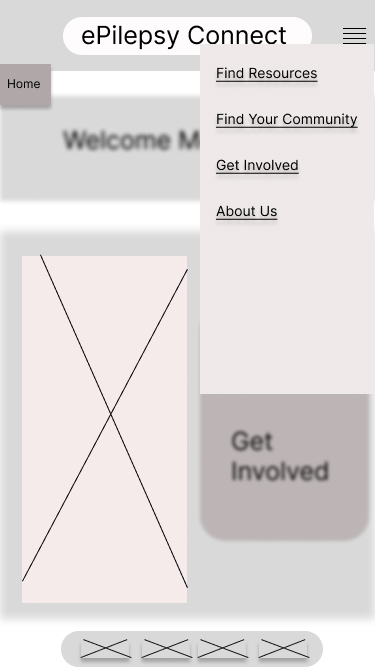 ePilepsy Connect
Home
Find Resources
Find Your Community
Get Involved
About Us
Welcome M
Get
Involved